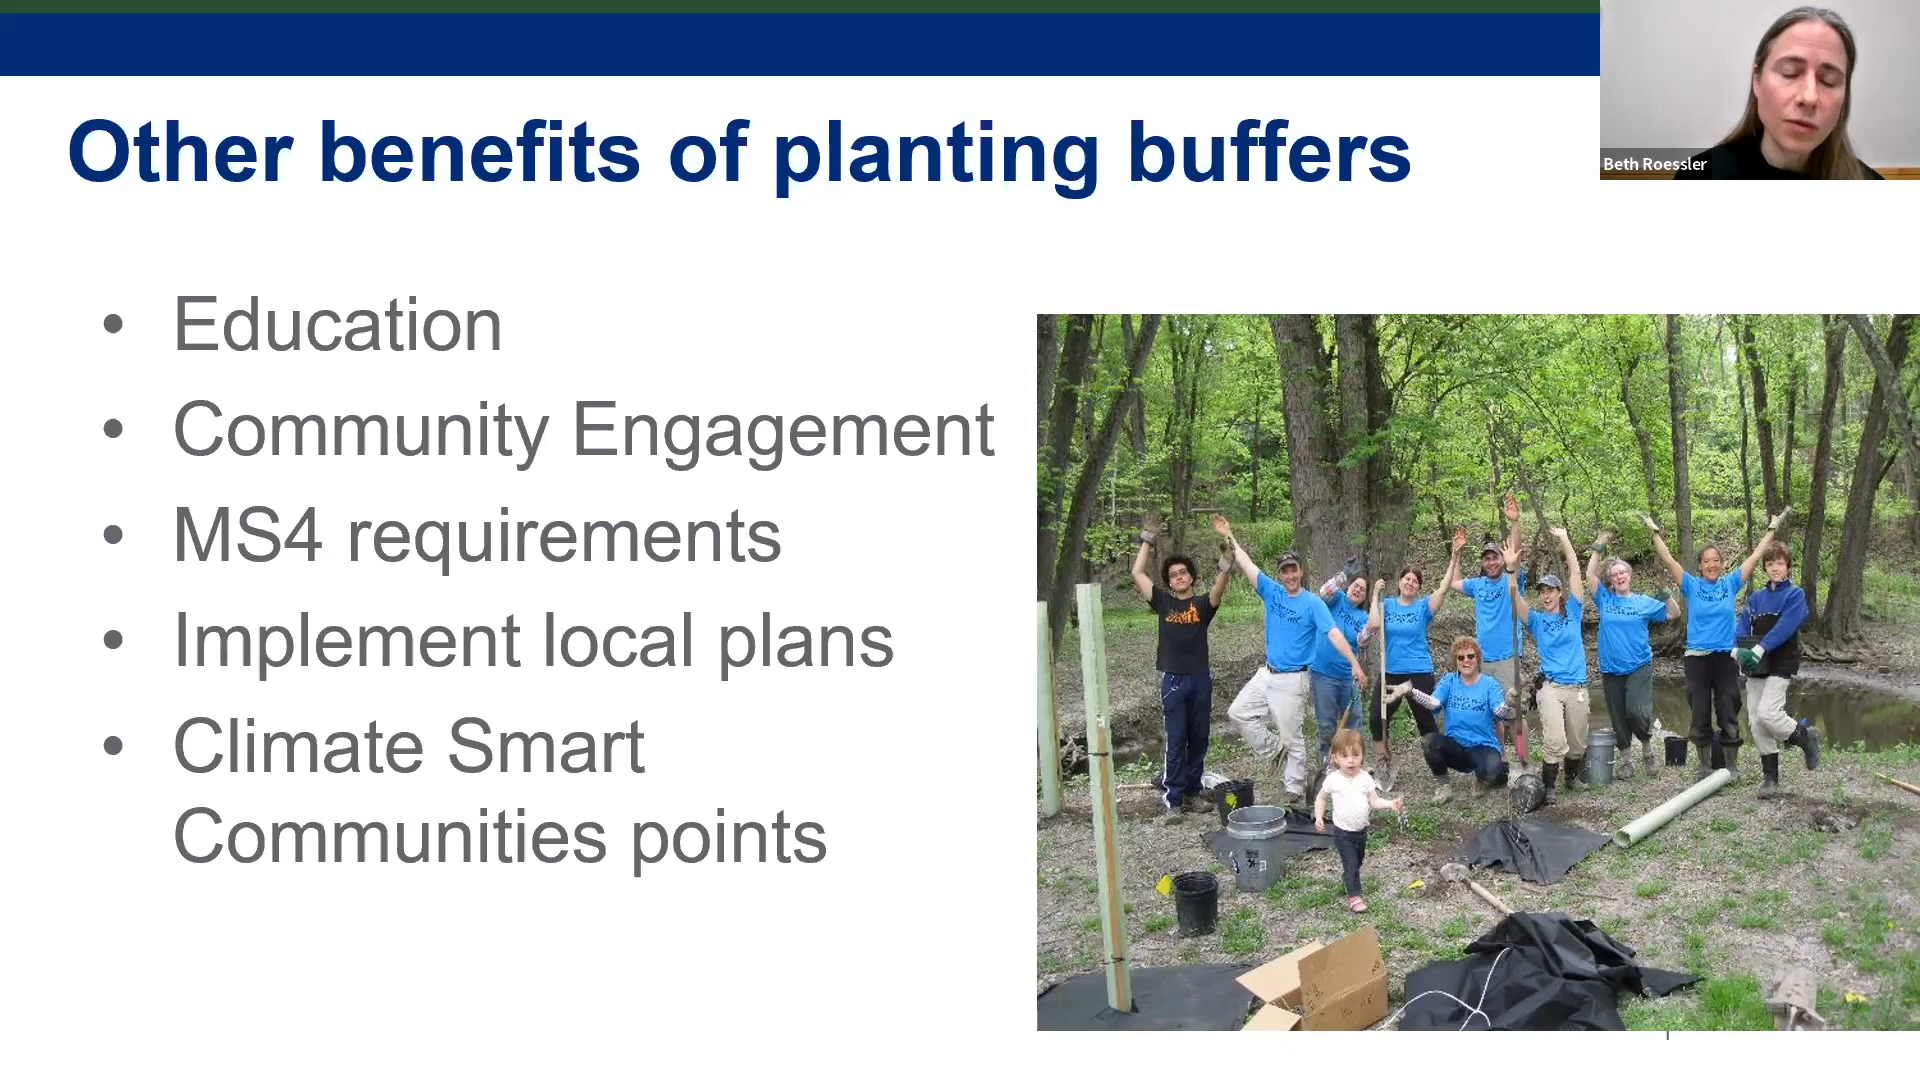 Other benefits of planting buffers
Beth Roessler
• Education
• Community Engagement
• MS4 requirements
• Implement local plans
• Climate Smart
Communities points